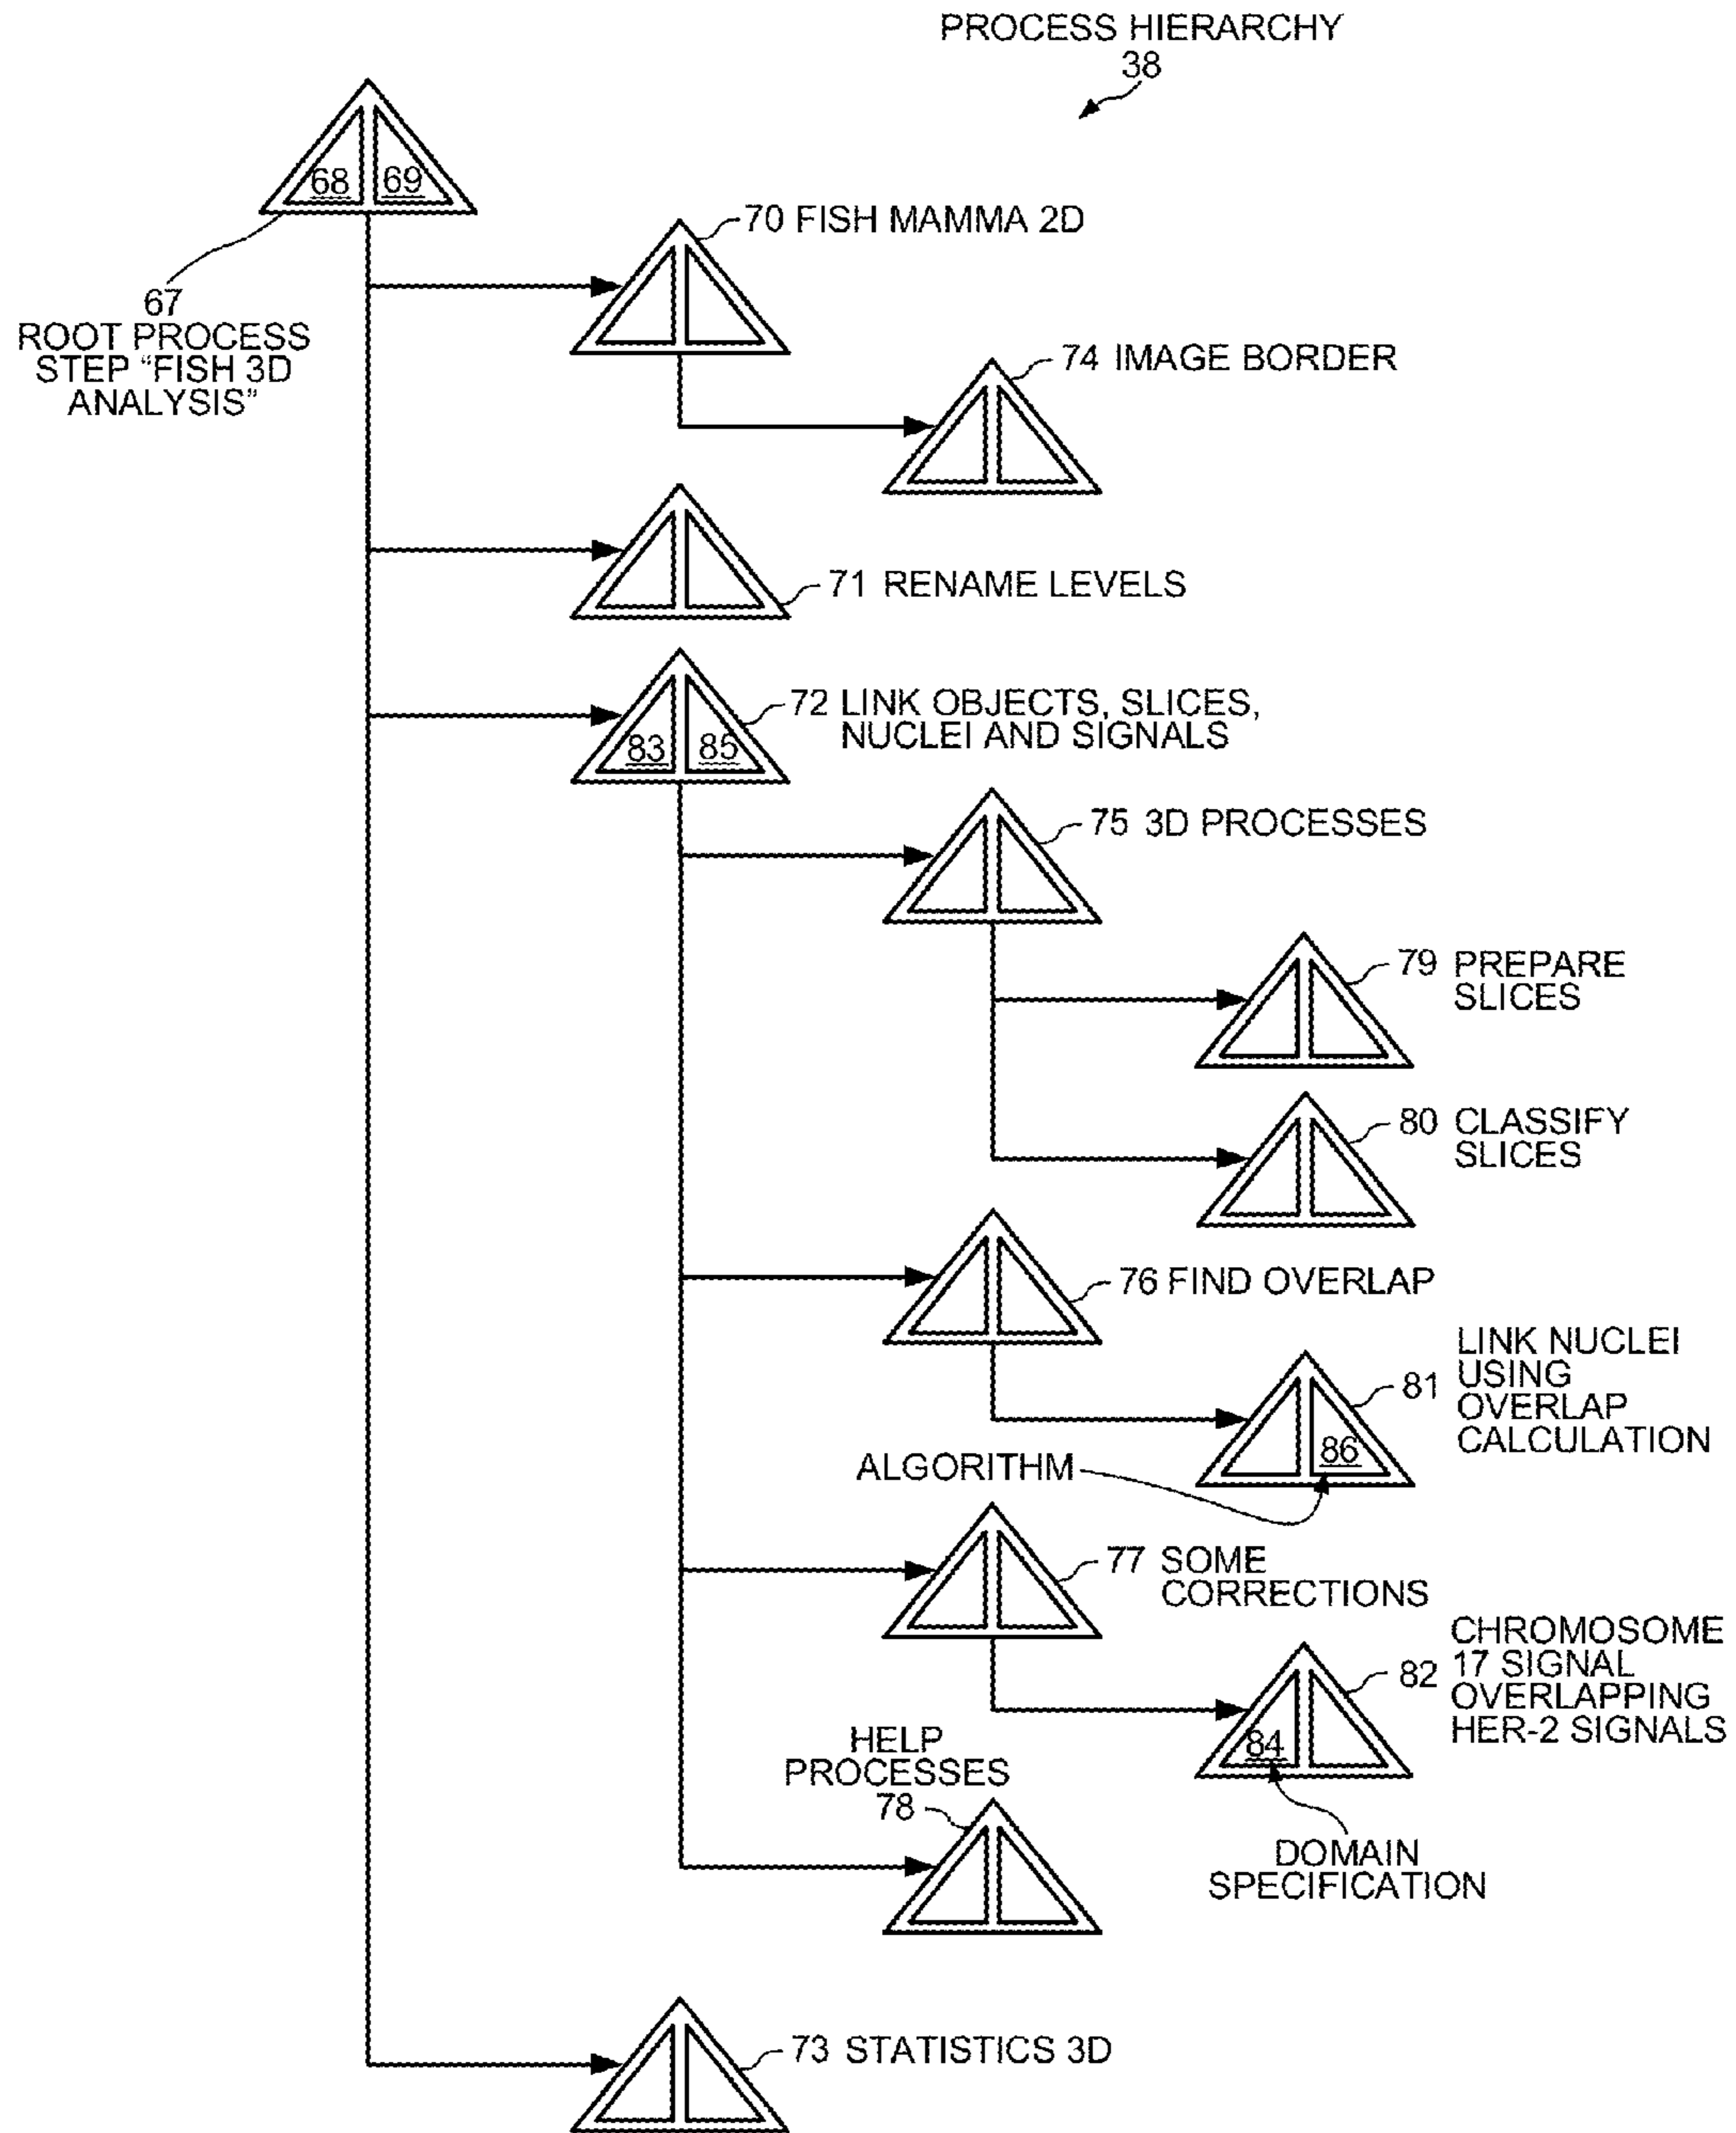 PROCESS HIERARCHY
38
68 69
67
ROOT PROCESS
STEP “FISH 3D
ANALYSIS”
70 FISH MAMMA 2D
74 IMAGE BORDER
71 RENAME LEVELS
83 85
72 LINK OBJECTS, SLICES,
NUCLEI AND SIGNALS
75 3D PROCESSES
79 PREPARE
SLICES
80 CLASSIFY
SLICES
76 FIND OVERLAP
81 LINK NUCLEI
USING
OVERLAP
CALCULATION
86
ALGORITHM
77 SOME
CORRECTIONS
82 CHROMOSOME
17 SIGNAL
OVERLAPPING
HER-2 SIGNALS
84
HELP
PROCESSES
78
DOMAIN
SPECIFICATION
73 STATISTICS 3D